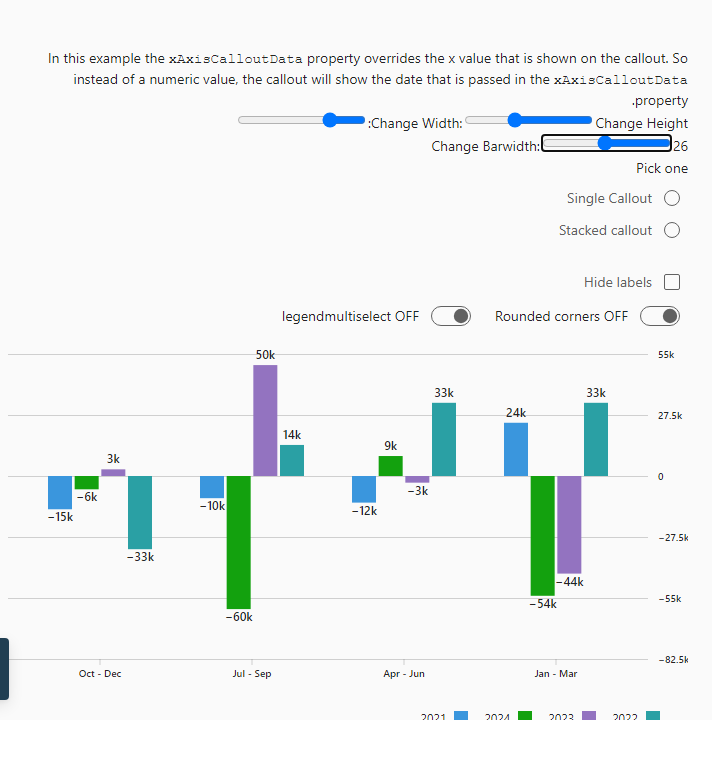 In this example the xAxisCalloutData property overrides the x value that is shown on the callout. So
instead of a numeric value, the callout will show the date that is passed in the xAxisCalloutData
.property
:Change Width: Change Height
Change Barwidth: 26
Pick one
Single Callout
Stacked callout
Hide labels
legendmultiselect OFF Rounded corners OFF
50k 55k
33k 33k
24k 27.5k
14k
9k
3k
0
−3k
−6k
−10k −12k
−15k
−27.5k
−33k
−44k
−55k
−54k
−60k
−82.5k
Oct - Dec Jul - Sep Apr - Jun Jan - Mar
2021 2024 2023 2022